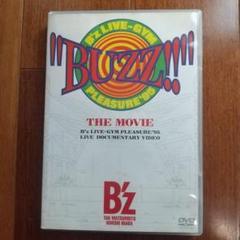 B'z LIVE-GYM
"BUZZ!!"
PLEASURE'95
THE MOVIE
B'z LIVE-GYM PLEASURE'95
LIVE DOCUMENTARY VIDEO
B'z
TAK MATSUMOTO
KOSHI INABA
DVD